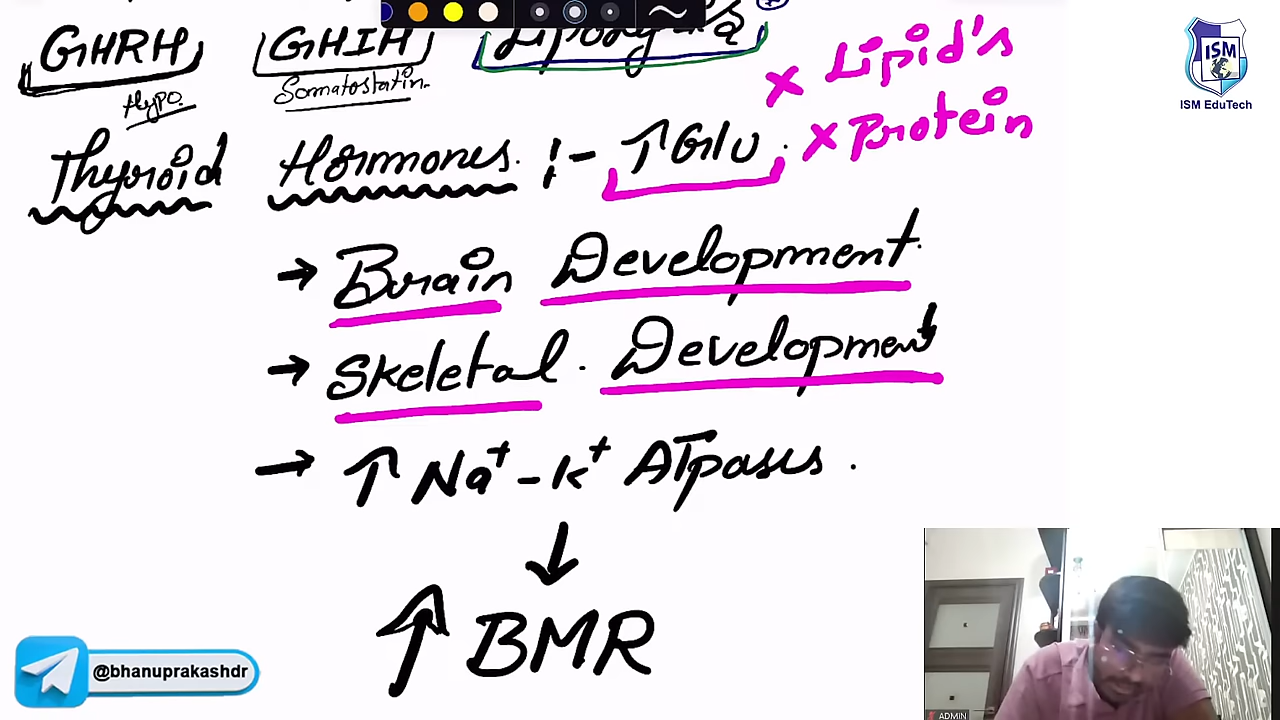 GHRH GHIH
Hypo. Somatostatin.
× Lipid's
Thyroid Hormones :- ↑Glu . × Protein
→ Brain Development.
→ Skeletal . Development
→ ↑ Na⁺ - K⁺ ATpases .
↓
↑ BMR
ISM
ISM EduTech
@bhanuprakashdr
ADMIN